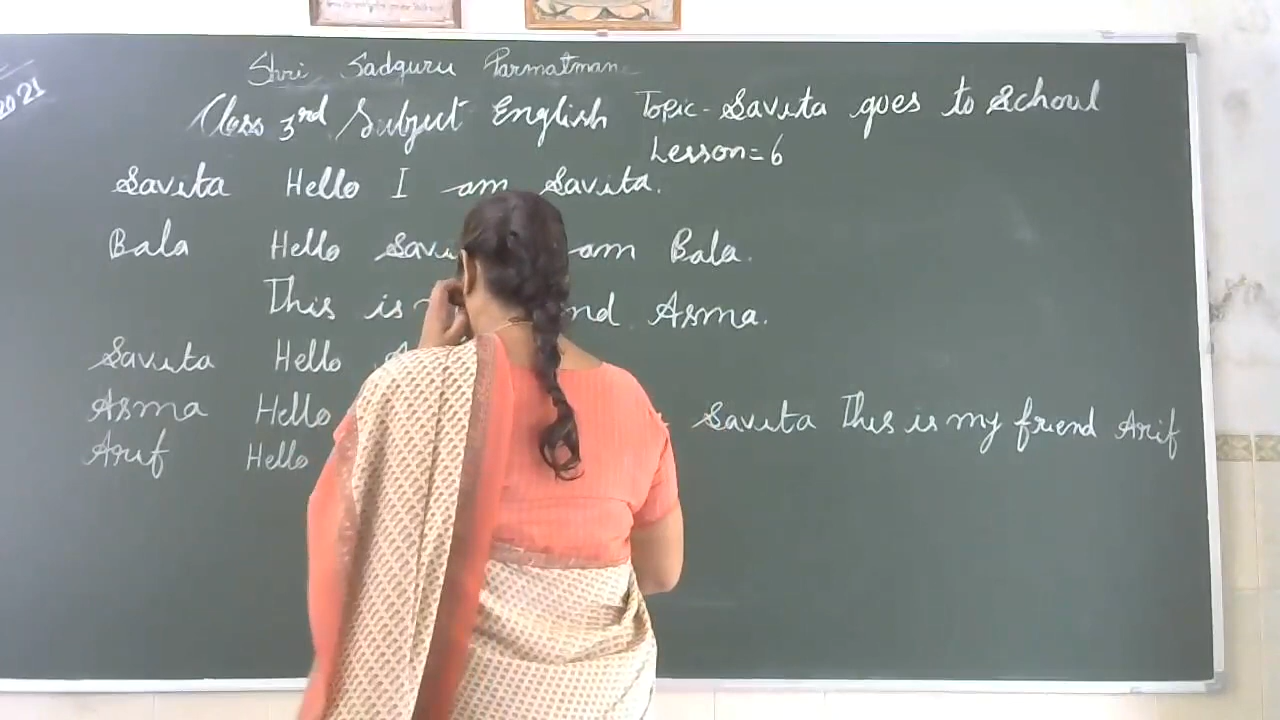 2021
Shri Sadguru Parmatman
Class 3rd Subject English Topic - Savita goes to School
Lesson = 6
Savita Hello I am Savita.
Bala Hello Savi am Bala.
This is nd Asma.
Savita Hello A
Asma Hello Savita This is my friend Arif
Arif Hello